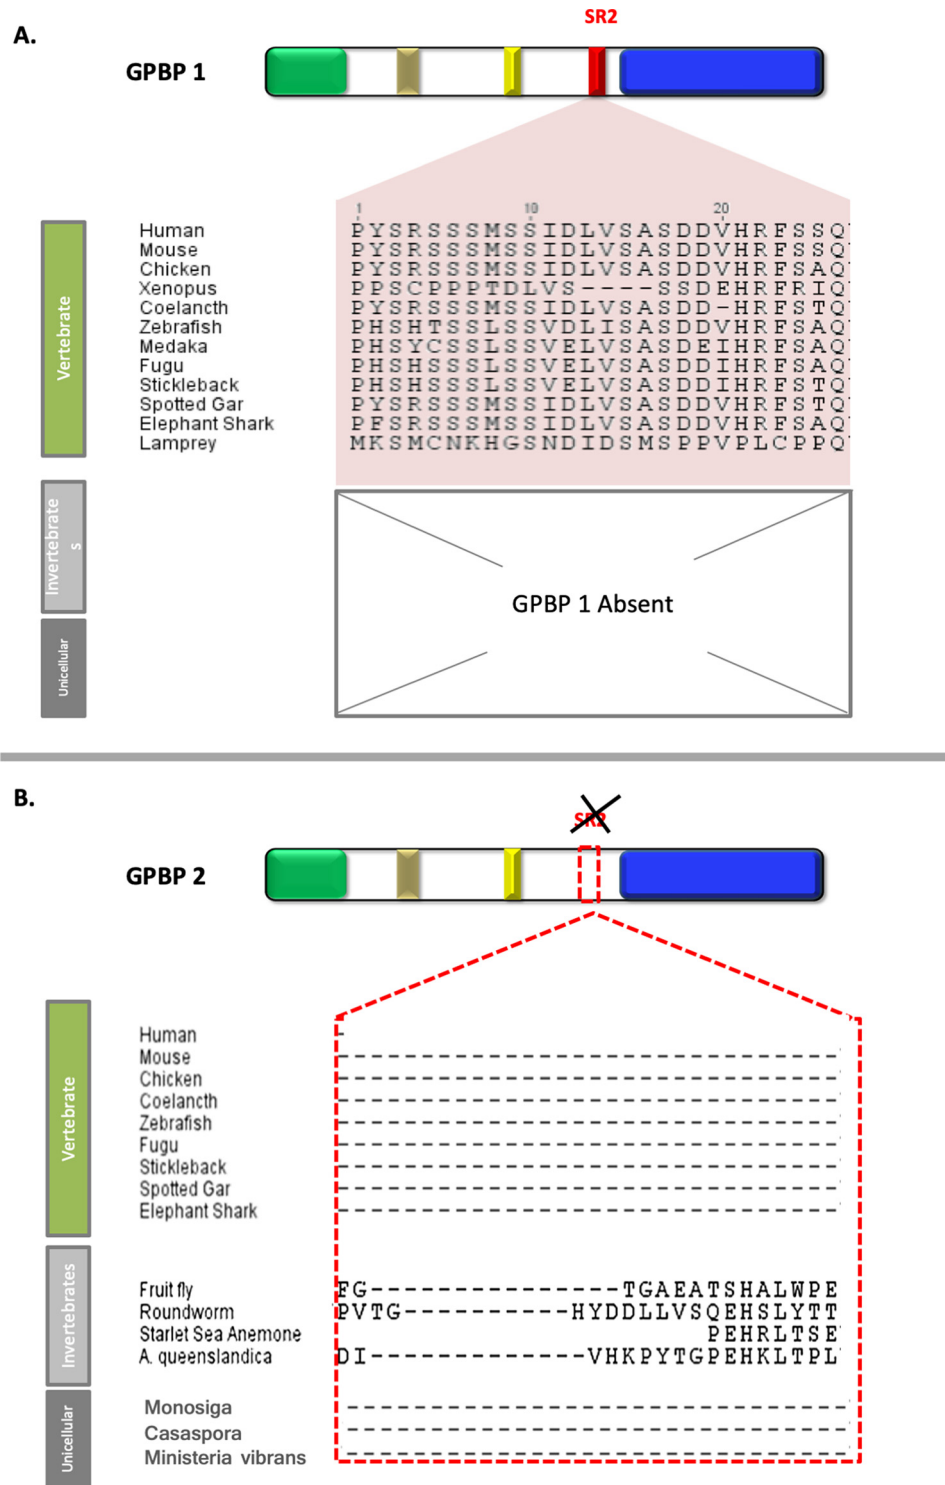 A.
SR2
GPBP 1
1 10 20
Vertebrate
Human PYSRSSSMSSIDLVSASDDVHRFSSQ
Mouse PYSRSSSMSSIDLVSASDDVHRFSSQ
Chicken PYSRSSSMSSIDLVSASDDVHRFSAQ
Xenopus PPSCPPPTDLVS----SSDEHRFRIQ
Coelancth PYSRSSSMSSIDLVSASDD-HRFSTQ
Zebrafish PHSHTSSLSSVDLISASDDVHRFSAQ
Medaka PHSYCSSLSSVELVSASDEIHRFSAQ
Fugu PHSHSSSLSSVELVSASDDIHRFSAQ
Stickleback PHSHSSSLSSVELVSASDDIHRFSTQ
Spotted Gar PYSRSSSMSSIDLVSASDDVHRFSTQ
Elephant Shark PFSRSSSMSSIDLVSASDDVHRFSAQ
Lamprey MKSMCNKHGSNDIDSMSPPVPLCPPQ
Invertebrate
s
GPBP 1 Absent
Unicellular
B.
SR2
GPBP 2
Vertebrate
Human -
Mouse -------------------------------
Chicken -------------------------------
Coelancth -------------------------------
Zebrafish -------------------------------
Fugu -------------------------------
Stickleback -------------------------------
Spotted Gar -------------------------------
Elephant Shark -------------------------------
Invertebrates
Fruit fly FG----------------TGAEATSHALWPE
Roundworm PVTG-----------HYDDLLVSQEHSLYTT
Starlet Sea Anemone PEHRLTSE
A. queenslandica DI--------------VHKPYTGPEHKLTPL
Unicellular
Monosiga -------------------------------
Casaspora -------------------------------
Ministeria vibrans -------------------------------